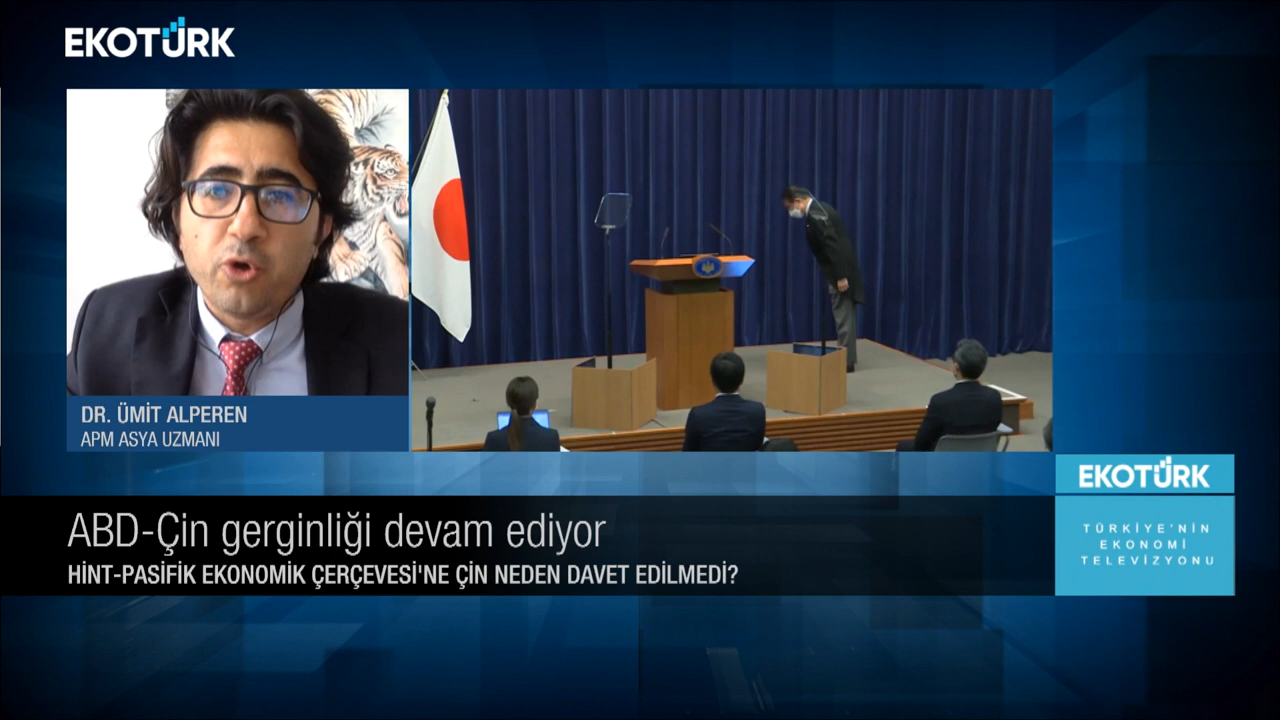 EKOTÜRK
DR. ÜMİT ALPEREN
APM ASYA UZMANI
ABD-Çin gerginliği devam ediyor
HİNT-PASİFİK EKONOMİK ÇERÇEVESİ'NE ÇİN NEDEN DAVET EDİLMEDİ?
EKOTÜRK
TÜRKİYE'NİN
EKONOMİ
TELEVİZYONU